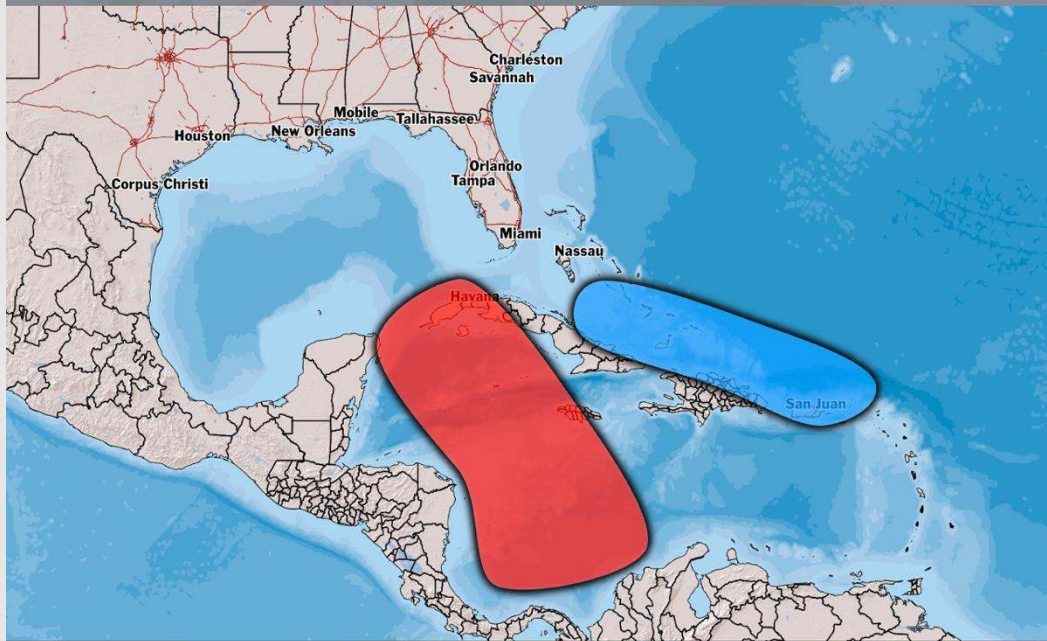 Charleston
Savannah
Mobile
Tallahassee
New Orleans
Houston
Orlando
Tampa
Corpus Christi
Miami
Nassau
Havana
San Juan